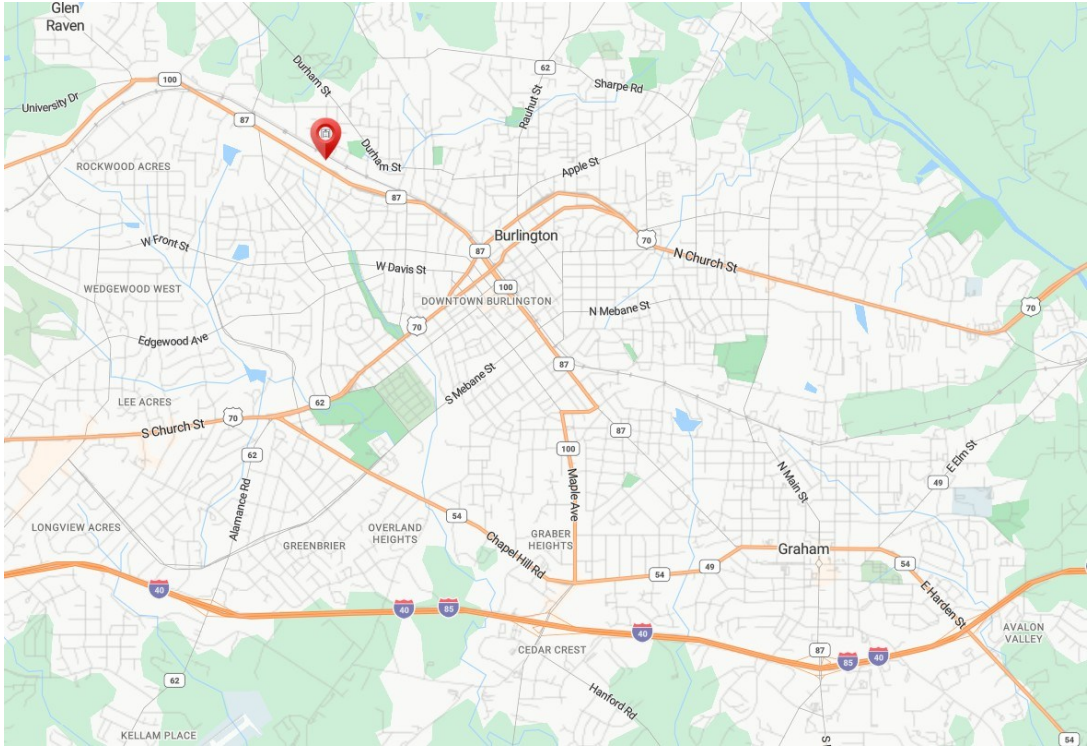 Glen
Raven
Durham St
62
Sharpe Rd
100
University Dr
87
Rauhut St
Durham St
ROCKWOOD ACRES
Apple St
87
W Front St
Burlington
87
70
N Church St
W Davis St
WEDGEWOOD WEST
100
DOWNTOWN BURLINGTON
N Mebane St
70
70
Edgewood Ave
87
S Mebane St
LEE ACRES
62
70
S Church St
87
62
100
N Main St
E Elm St
49
Alamance Rd
Maple Ave
LONGVIEW ACRES
54
OVERLAND
HEIGHTS
GREENBRIER
GRABER
HEIGHTS
Chapel Hill Rd
Graham
54
49
54
40
40
85
E Harden St
40
AVALON
VALLEY
CEDAR CREST
87
85
40
62
Hanford Rd
KELLAM PLACE
54